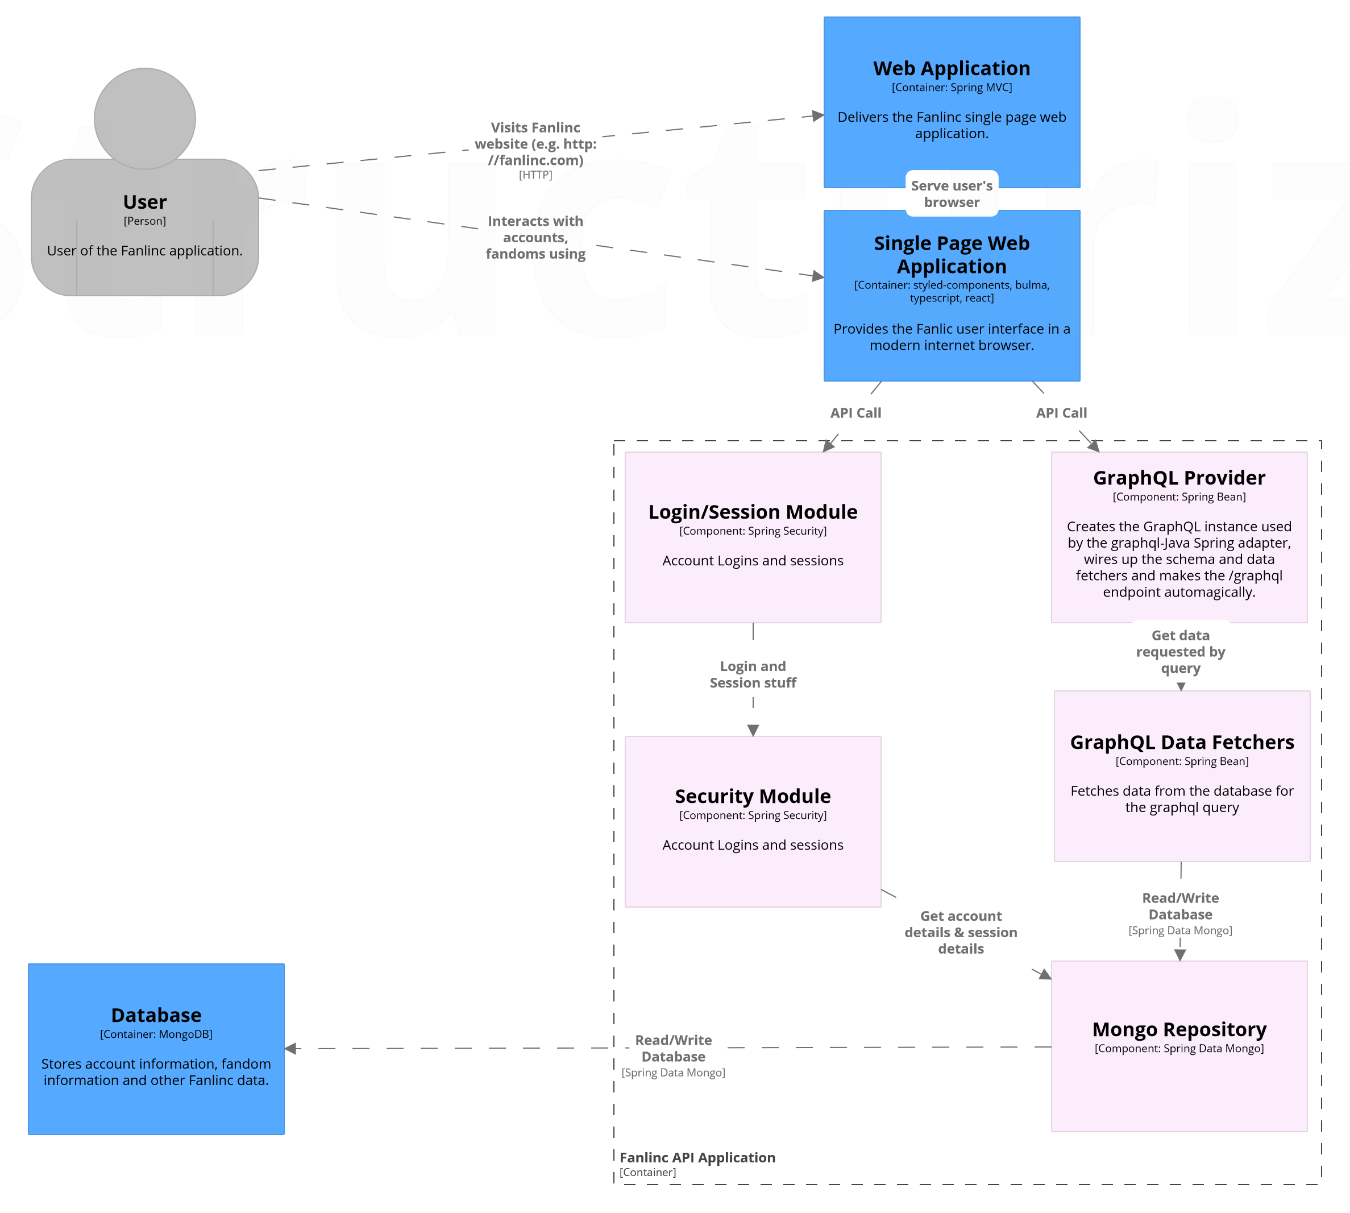 Web Application
[Container: Spring MVC]
Delivers the Fanlinc single page web
application.
Visits Fanlinc
website (e.g. http:
//fanlinc.com)
[HTTP]
User
[Person]
User of the Fanlinc application.
Serve user's
browser
Interacts with
accounts,
fandoms using
Single Page Web
Application
[Container: styled-components, bulma,
typescript, react]
Provides the Fanlic user interface in a
modern internet browser.
API Call
API Call
Login/Session Module
[Component: Spring Security]
Account Logins and sessions
GraphQL Provider
[Component: Spring Bean]
Creates the GraphQL instance used
by the graphql-Java Spring adapter,
wires up the schema and data
fetchers and makes the /graphql
endpoint automagically.
Login and
Session stuff
Get data
requested by
query
Security Module
[Component: Spring Security]
Account Logins and sessions
GraphQL Data Fetchers
[Component: Spring Bean]
Fetches data from the database for
the graphql query
Get account
details & session
details
Read/Write
Database
[Spring Data Mongo]
Database
[Container: MongoDB]
Stores account information, fandom
information and other Fanlinc data.
Read/Write
Database
[Spring Data Mongo]
Mongo Repository
[Component: Spring Data Mongo]
Fanlinc API Application
[Container]